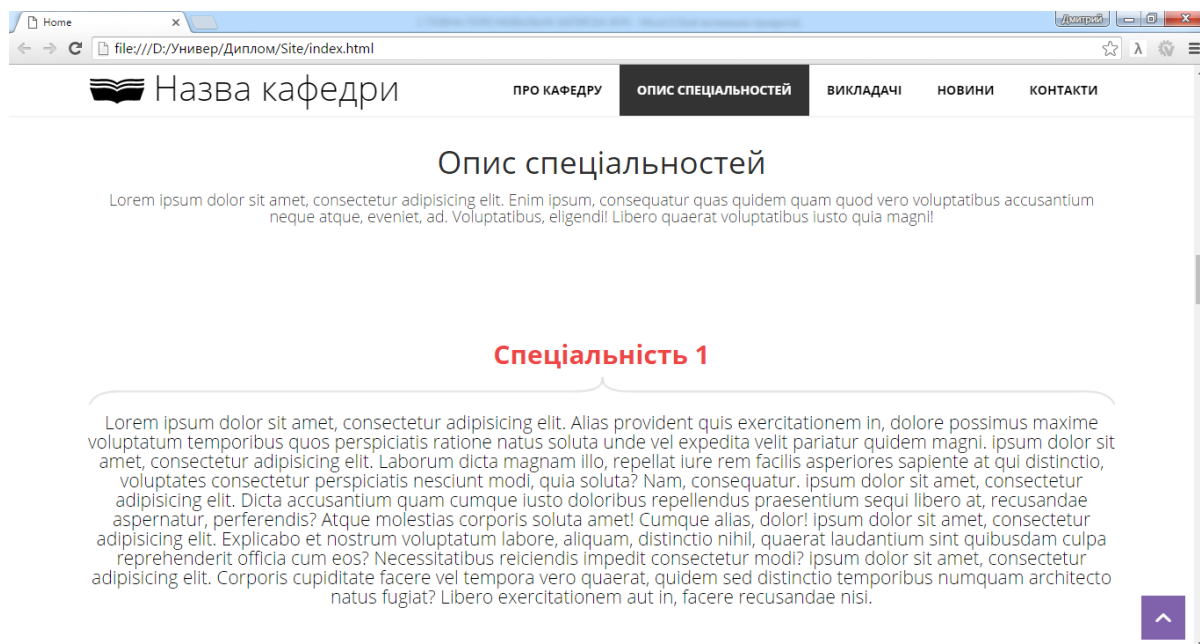 Home
Дмитрий
file:///D:/Универ/Диплом/Site/index.html
Назва кафедри
ПРО КАФЕДРУ
ОПИС СПЕЦІАЛЬНОСТЕЙ
ВИКЛАДАЧІ
НОВИНИ
КОНТАКТИ
Опис спеціальностей
Lorem ipsum dolor sit amet, consectetur adipisicing elit. Enim ipsum, consequatur quas quidem quam quod vero voluptatibus accusantium
neque atque, eveniet, ad. Voluptatibus, eligendi! Libero quaerat voluptatibus iusto quia magni!
Спеціальність 1
Lorem ipsum dolor sit amet, consectetur adipisicing elit. Alias provident quis exercitationem in, dolore possimus maxime
voluptatum temporibus quos perspiciatis ratione natus soluta unde vel expedita velit pariatur quidem magni. ipsum dolor sit
amet, consectetur adipisicing elit. Laborum dicta magnam illo, repellat iure rem facilis asperiores sapiente at qui distinctio,
voluptates consectetur perspiciatis nesciunt modi, quia soluta? Nam, consequatur. ipsum dolor sit amet, consectetur
adipisicing elit. Dicta accusantium quam cumque iusto doloribus repellendus praesentium sequi libero at, recusandae
aspernatur, perferendis? Atque molestias corporis soluta amet! Cumque alias, dolor! ipsum dolor sit amet, consectetur
adipisicing elit. Explicabo et nostrum voluptatum labore, aliquam, distinctio nihil, quaerat laudantium sint quibusdam culpa
reprehenderit officia cum eos? Necessitatibus reiciendis impedit consectetur modi? ipsum dolor sit amet, consectetur
adipisicing elit. Corporis cupiditate facere vel tempora vero quaerat, quidem sed distinctio temporibus numquam architecto
natus fugiat? Libero exercitationem aut in, facere recusandae nisi.